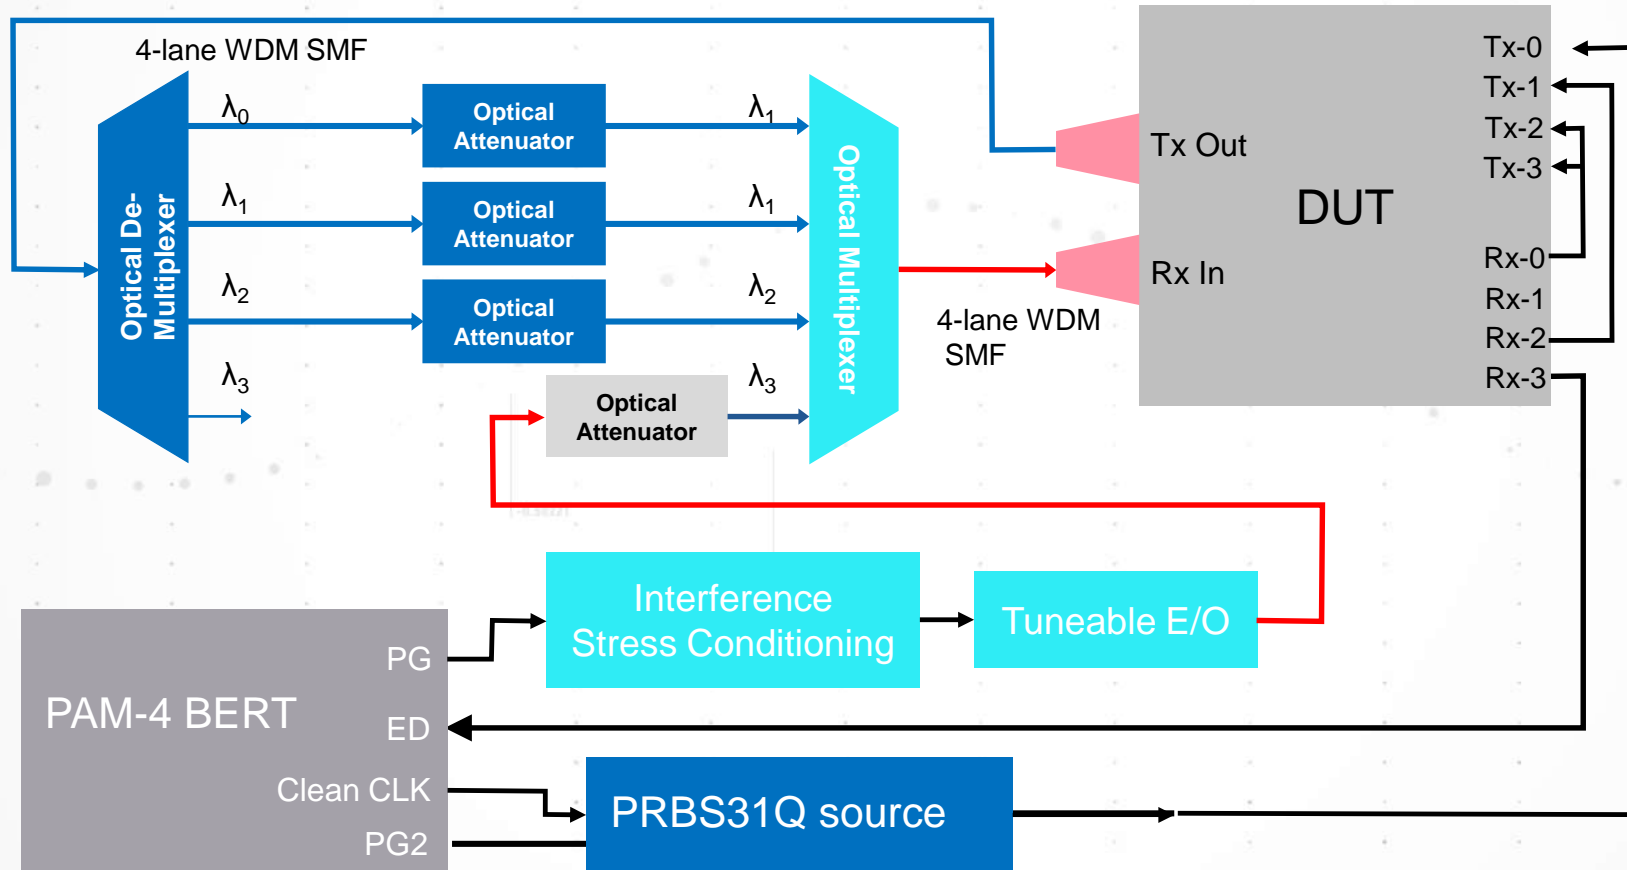 4-lane WDM SMF
Optical De-
Multiplexer
λ0
λ1
λ2
λ3
Optical
Attenuator
Optical
Attenuator
Optical
Attenuator
Optical
Attenuator
λ1
λ1
λ2
λ3
Optical Multiplexer
4-lane WDM
SMF
Tx Out
Rx In
DUT
Tx-0
Tx-1
Tx-2
Tx-3
Rx-0
Rx-1
Rx-2
Rx-3
Interference
Stress Conditioning
Tuneable E/O
PAM-4 BERT
PG
ED
Clean CLK
PG2
PRBS31Q source